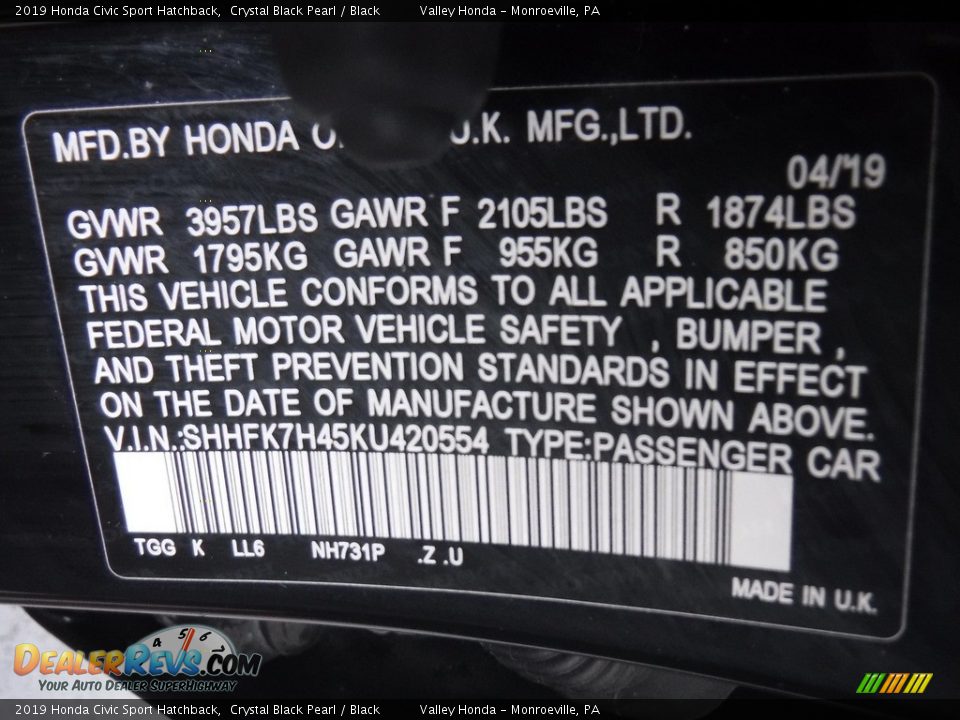 2019 Honda Civic Sport Hatchback, Crystal Black Pearl / Black Valley Honda - Monroeville, PA
MFD.BY HONDA O U.K. MFG.,LTD.
04/19
GVWR 3957LBS GAWR F 2105LBS R 1874LBS
GVWR 1795KG GAWR F 955KG R 850KG
THIS VEHICLE CONFORMS TO ALL APPLICABLE
FEDERAL MOTOR VEHICLE SAFETY , BUMPER ,
AND THEFT PREVENTION STANDARDS IN EFFECT
ON THE DATE OF MANUFACTURE SHOWN ABOVE.
V.I.N.:SHHFK7H45KU420554 TYPE:PASSENGER CAR
TGG K LL6 NH731P .Z .U
MADE IN U.K.
4 5 6
DEALERREVS.COM
YOUR AUTO DEALER SUPERHIGHWAY
2019 Honda Civic Sport Hatchback, Crystal Black Pearl / Black Valley Honda - Monroeville, PA